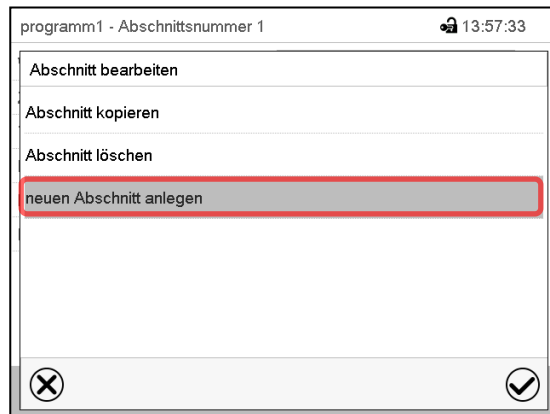 programm1 - Abschnittsnummer 1 13:57:33
Abschnitt bearbeiten
Abschnitt kopieren
Abschnitt löschen
neuen Abschnitt anlegen